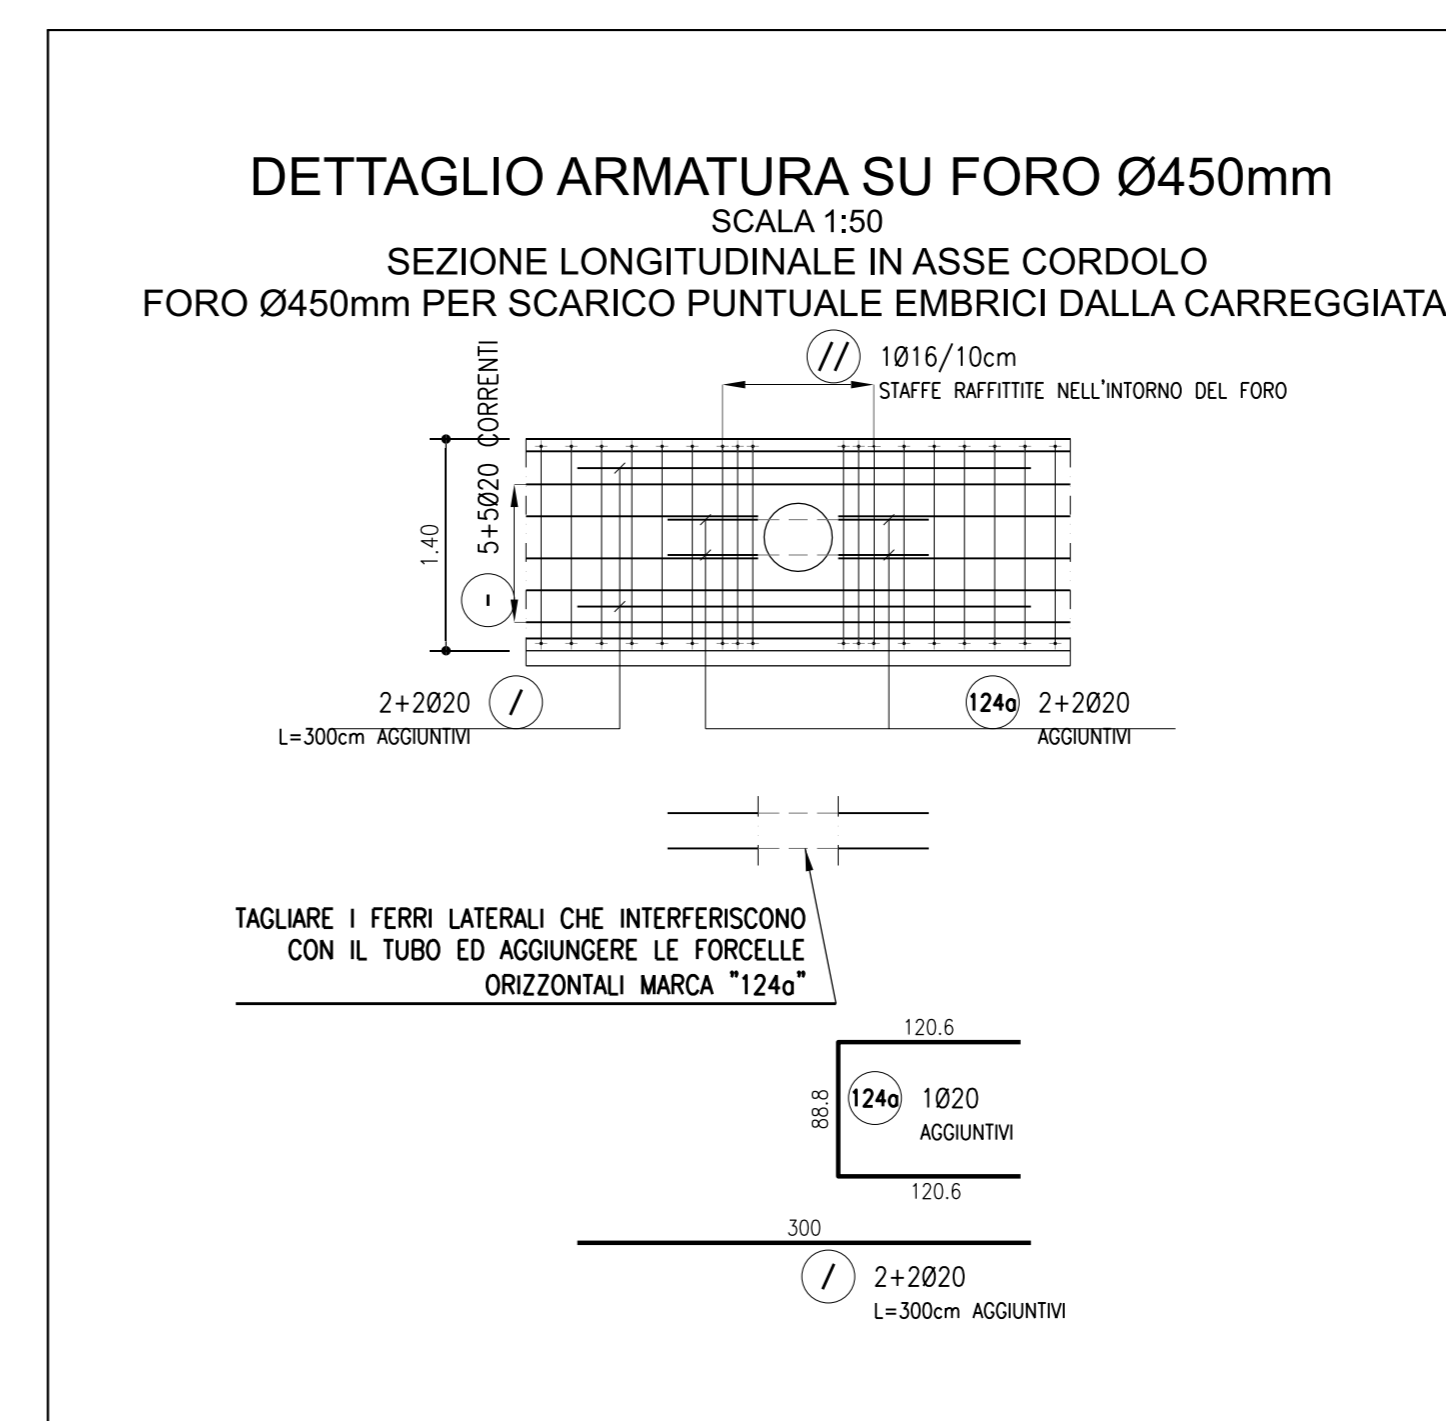 DETTAGLIO ARMATURA SU FORO Ø450mm
SCALA 1:50
SEZIONE LONGITUDINALE IN ASSE CORDOLO
FORO Ø450mm PER SCARICO PUNTUALE EMBRICI DALLA CARREGGIATA
// 1Ø16/10cm
STAFFE RAFFITTITE NELL'INTORNO DEL FORO
5+5Ø20 CORRENTI
1.40
-
2+2Ø20 /
L=300cm AGGIUNTIVI
124a 2+2Ø20
AGGIUNTIVI
TAGLIARE I FERRI LATERALI CHE INTERFERISCONO
CON IL TUBO ED AGGIUNGERE LE FORCELLE
ORIZZONTALI MARCA "124a"
120.6
88.8
124a 1Ø20
AGGIUNTIVI
120.6
300
/ 2+2Ø20
L=300cm AGGIUNTIVI